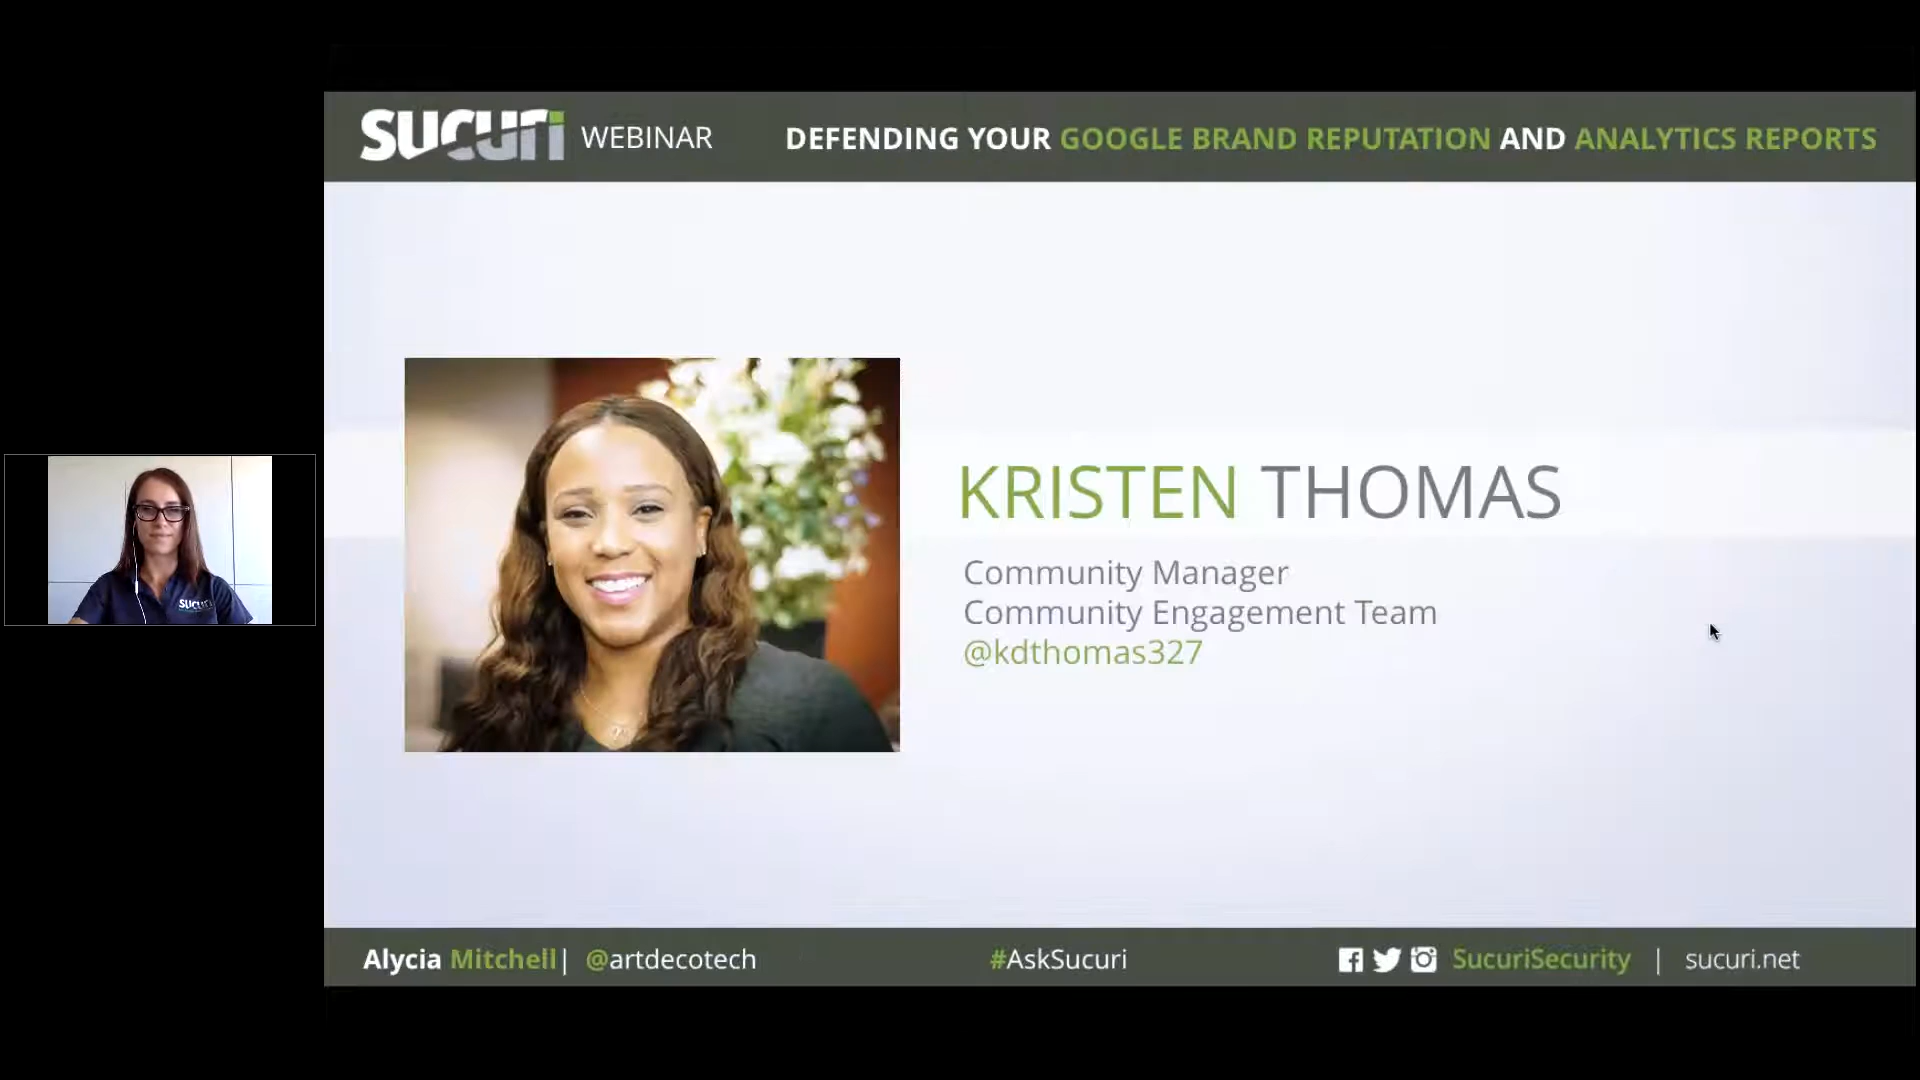 sucuri WEBINAR DEFENDING YOUR GOOGLE BRAND REPUTATION AND ANALYTICS REPORTS
KRISTEN THOMAS
Community Manager
Community Engagement Team
@kdthomas327
sucuri
Alycia Mitchell | @artdecotech #AskSucuri SucuriSecurity | sucuri.net